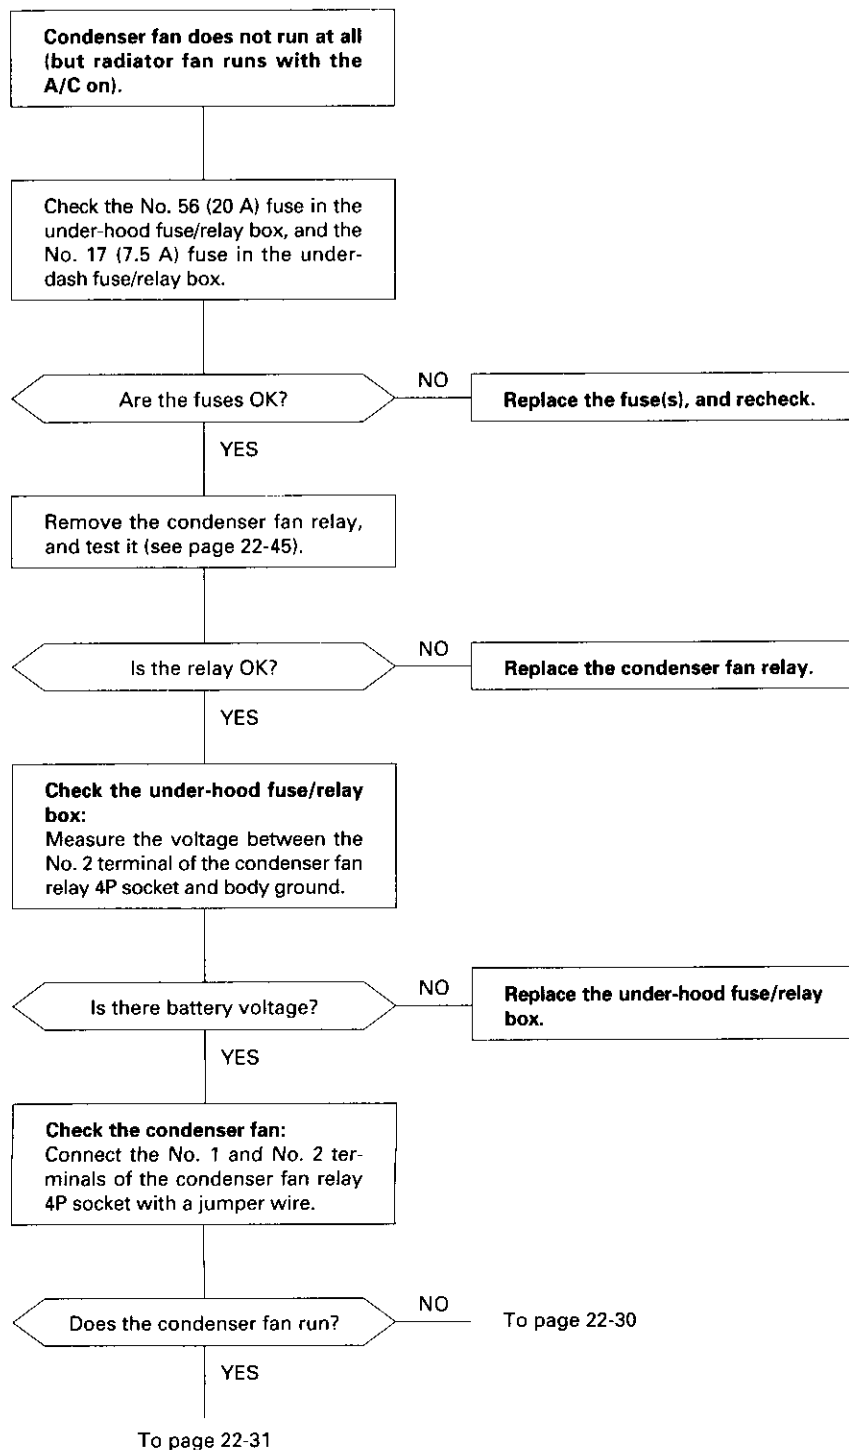 Condenser fan does not run at all
(but radiator fan runs with the
A/C on).
Check the No. 56 (20 A) fuse in the
under-hood fuse/relay box, and the
No. 17 (7.5 A) fuse in the under-
dash fuse/relay box.
Are the fuses OK?
NO
Replace the fuse(s), and recheck.
YES
Remove the condenser fan relay,
and test it (see page 22-45).
Is the relay OK?
NO
Replace the condenser fan relay.
YES
Check the under-hood fuse/relay
box:
Measure the voltage between the
No. 2 terminal of the condenser fan
relay 4P socket and body ground.
Is there battery voltage?
NO
Replace the under-hood fuse/relay
box.
YES
Check the condenser fan:
Connect the No. 1 and No. 2 ter-
minals of the condenser fan relay
4P socket with a jumper wire.
Does the condenser fan run?
NO
To page 22-30
YES
To page 22-31